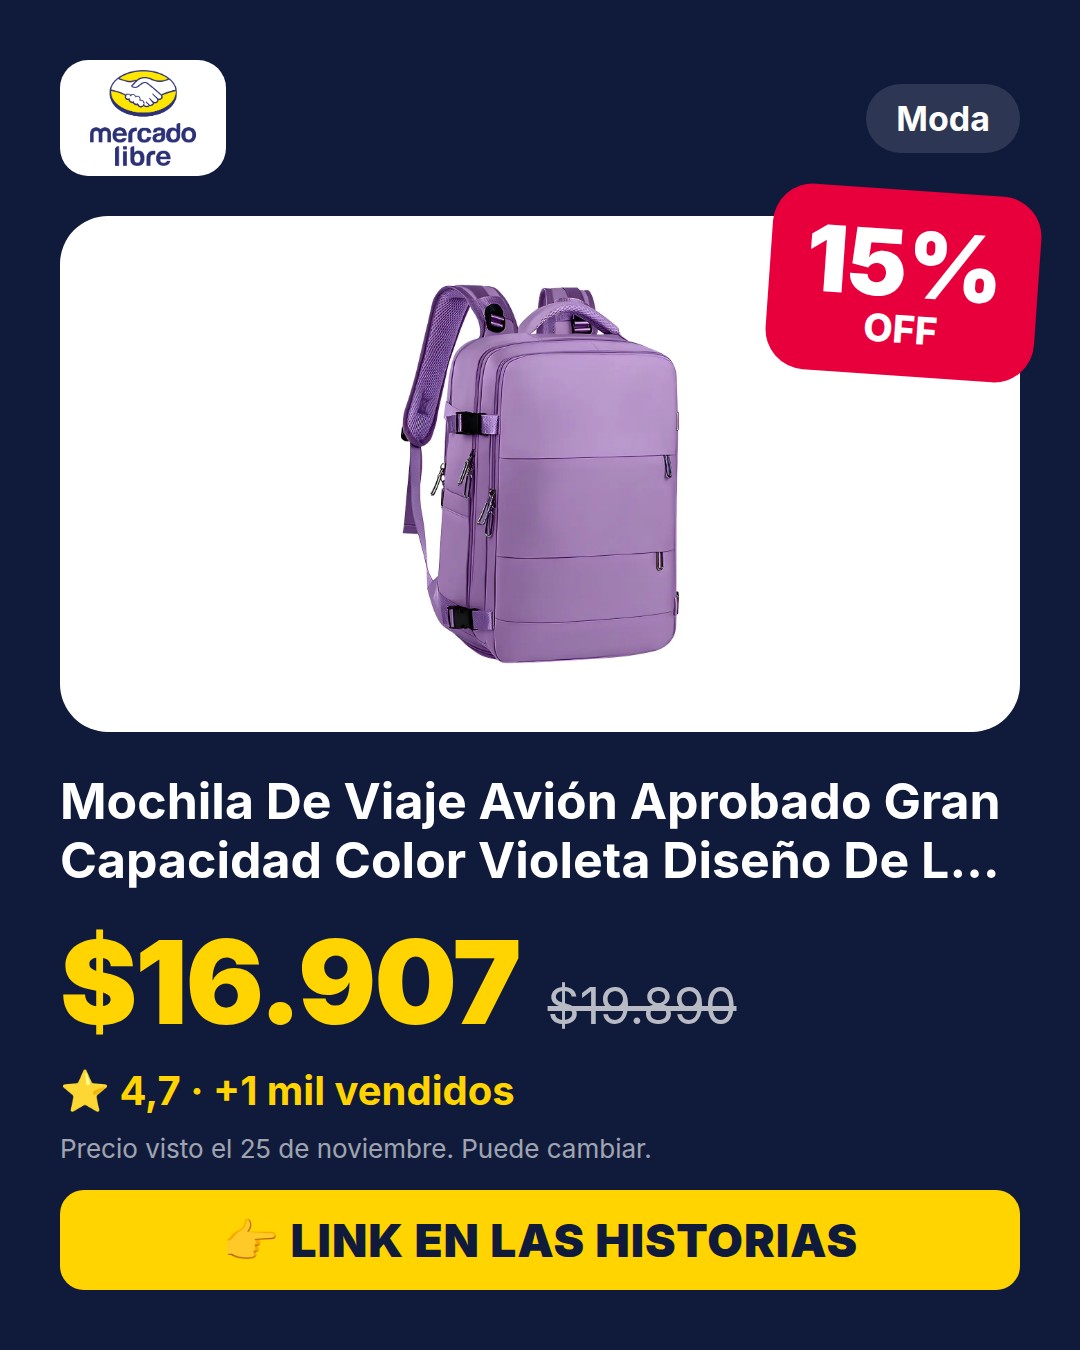 mercado
libre
Moda
15%
OFF
Mochila De Viaje Avión Aprobado Gran
Capacidad Color Violeta Diseño De L...
$16.907 $19.890
⭐ 4,7 · +1 mil vendidos
Precio visto el 25 de noviembre. Puede cambiar.
👉 LINK EN LAS HISTORIAS